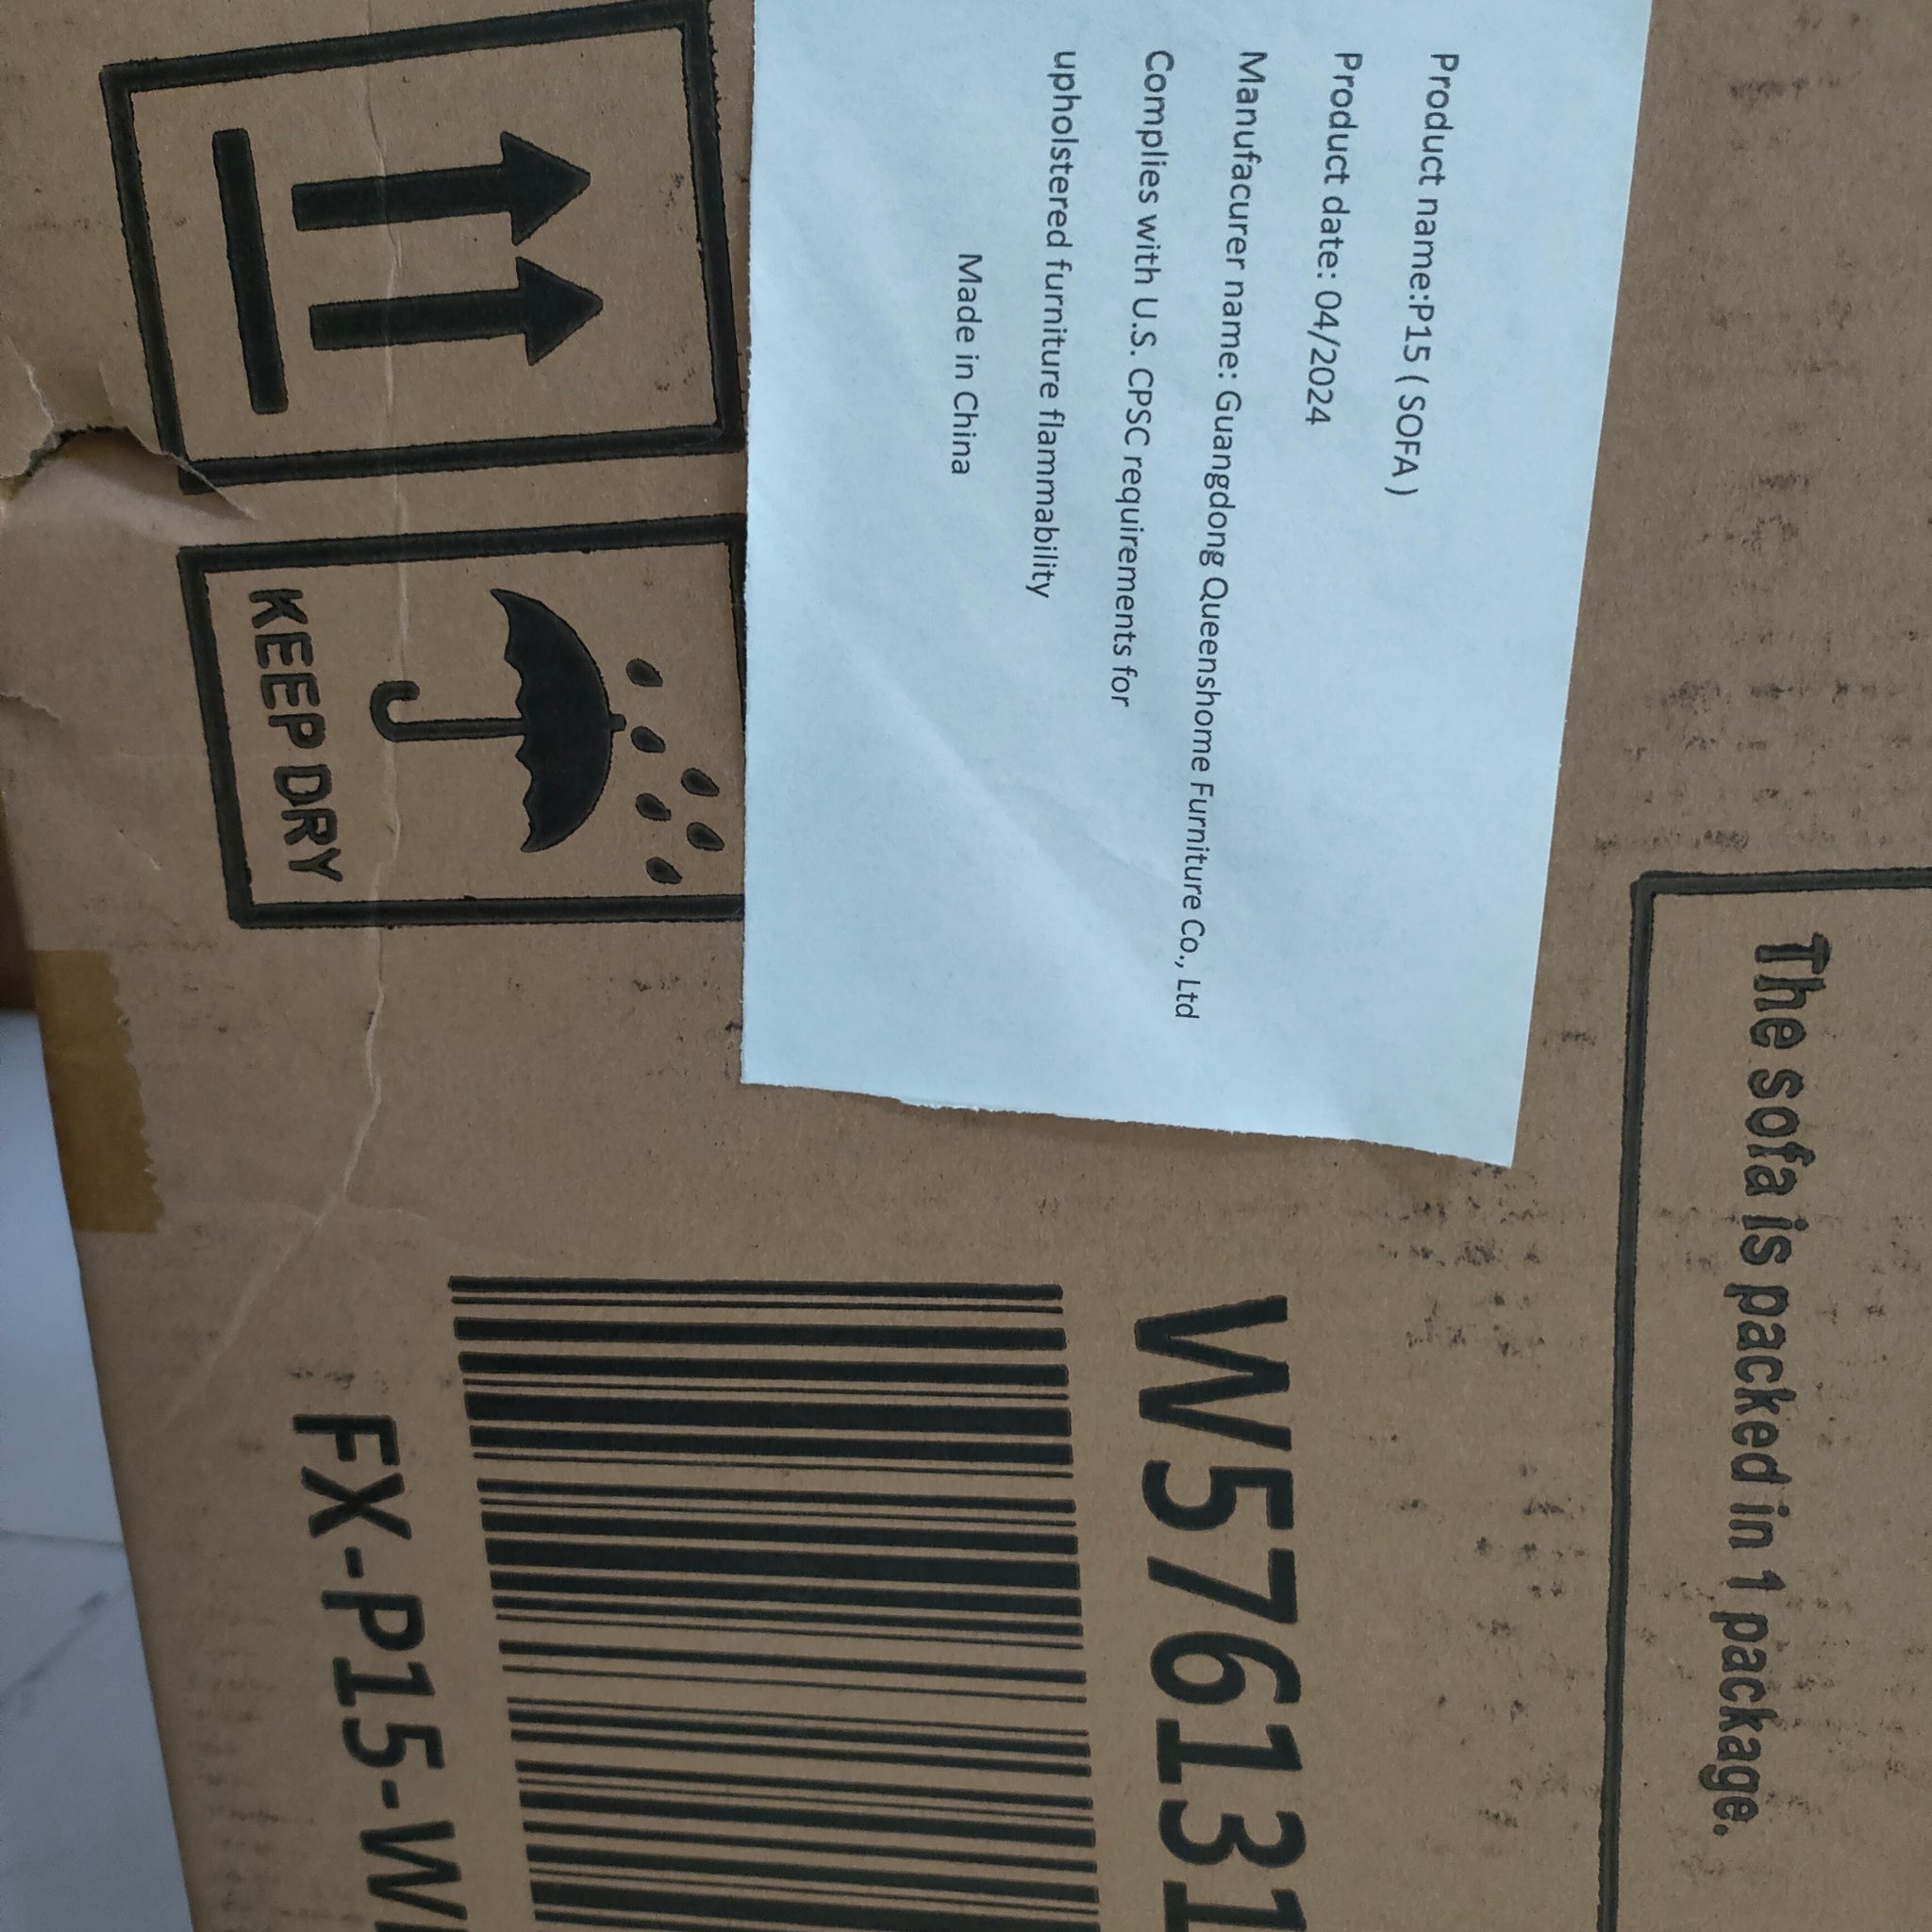 The sofa is packed in 1 package.
Product name:P15 ( SOFA )
Product date: 04/2024
Manufacurer name: Guangdong Queenshome Furniture Co., Ltd
Complies with U.S. CPSC requirements for
upholstered furniture flammability
Made in China
KEEP DRY
W576131
FX-P15-W